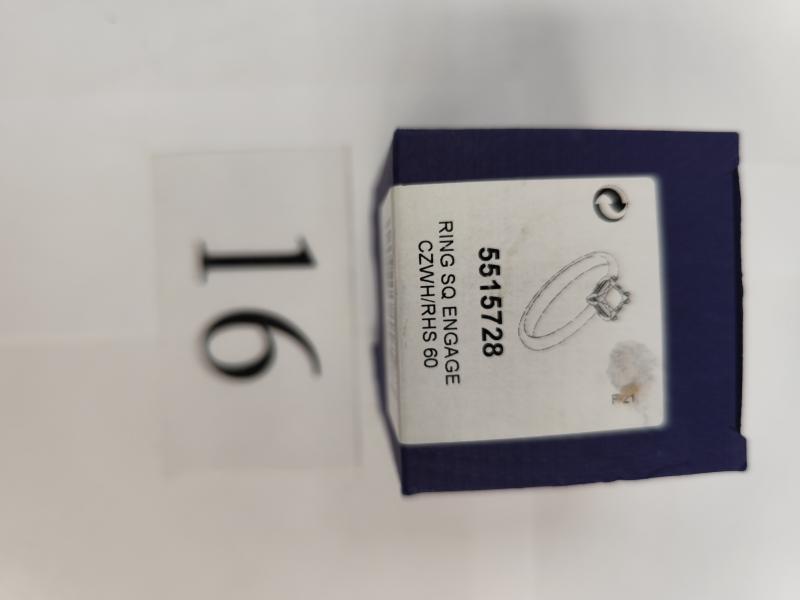 16
5515728
RING SQ ENGAGE
CZWH/RHS 60